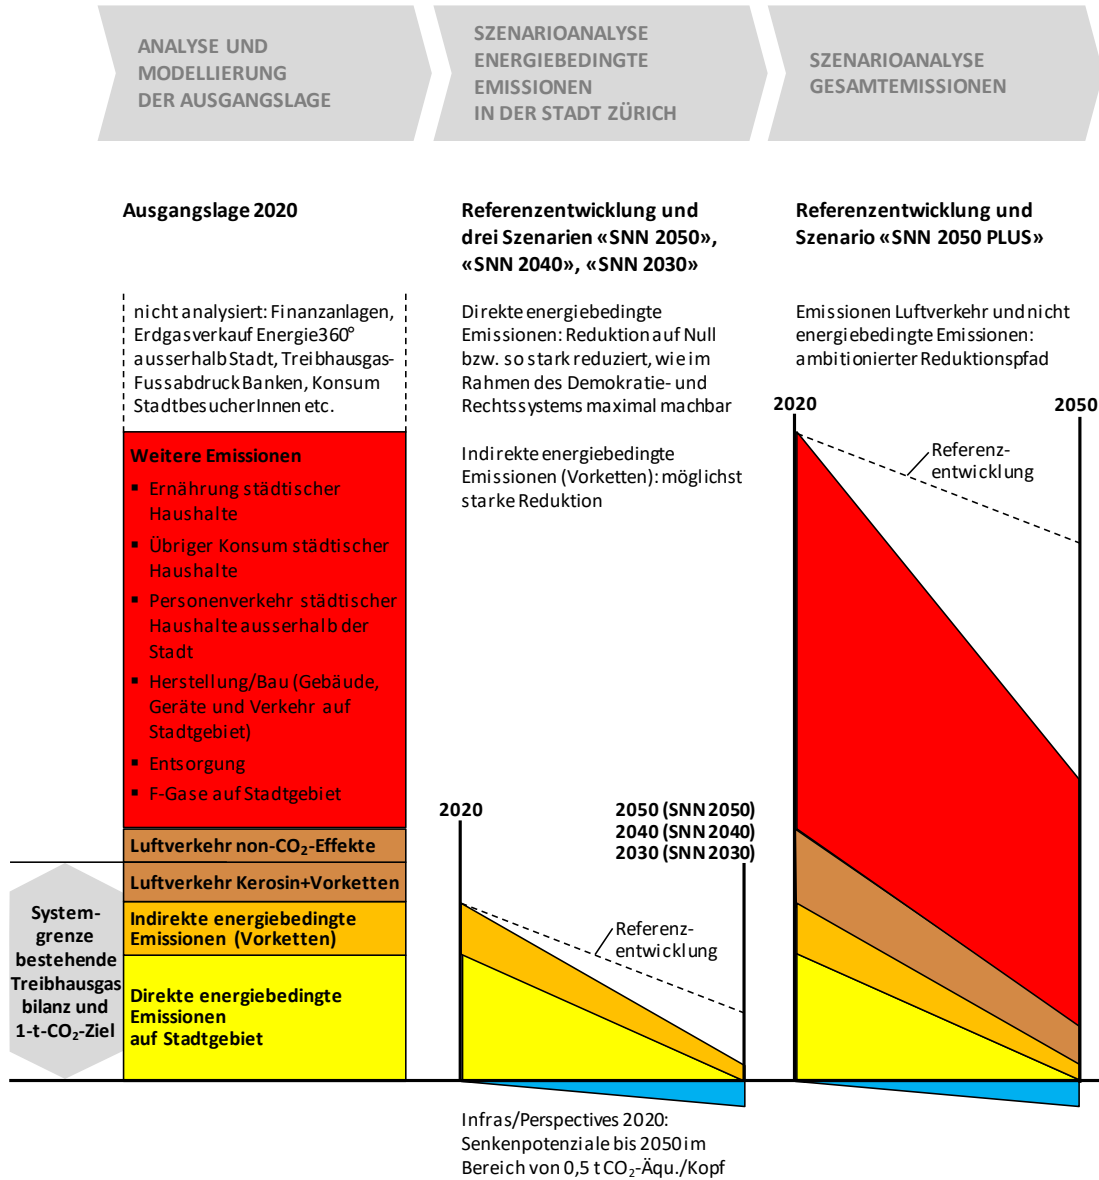 ANALYSE UND
MODELLIERUNG
DER AUSGANGSLAGE
SZENARIOANALYSE
ENERGIEBEDINGTE
EMISSIONEN
IN DER STADT ZÜRICH
SZENARIOANALYSE
GESAMTEMISSIONEN
Ausgangslage 2020
nicht analysiert: Finanzanlagen,
Erdgasverkauf Energie360°
ausserhalb Stadt, Treibhausgas-
Fussabdruck Banken, Konsum
StadtbesucherInnen etc.
Weitere Emissionen
▪ Ernährung städtischer
Haushalte
▪ Übriger Konsum städtischer
Haushalte
▪ Personenverkehr städtischer
Haushalte ausserhalb der
Stadt
▪ Herstellung/Bau (Gebäude,
Geräte und Verkehr auf
Stadtgebiet)
▪ Entsorgung
▪ F-Gase auf Stadtgebiet
Luftverkehr non-CO₂-Effekte
Luftverkehr Kerosin+Vorketten
Indirekte energiebedingte
Emissionen (Vorketten)
Direkte energiebedingte
Emissionen
auf Stadtgebiet
System-
grenze
bestehende
Treibhausgas
bilanz und
1-t-CO₂-Ziel
Referenzentwicklung und
drei Szenarien «SNN 2050»,
«SNN 2040», «SNN 2030»
Direkte energiebedingte
Emissionen: Reduktion auf Null
bzw. so stark reduziert, wie im
Rahmen des Demokratie- und
Rechtssystems maximal machbar
Indirekte energiebedingte
Emissionen (Vorketten): möglichst
starke Reduktion
2020
2050 (SNN 2050)
2040 (SNN 2040)
2030 (SNN 2030)
Referenz-
entwicklung
Infras/Perspectives 2020:
Senkenpotenziale bis 2050 im
Bereich von 0,5 t CO₂-Äqu./Kopf
Referenzentwicklung und
Szenario «SNN 2050 PLUS»
Emissionen Luftverkehr und nicht
energiebedingte Emissionen:
ambitionierter Reduktionspfad
2020
2050
Referenz-
entwicklung